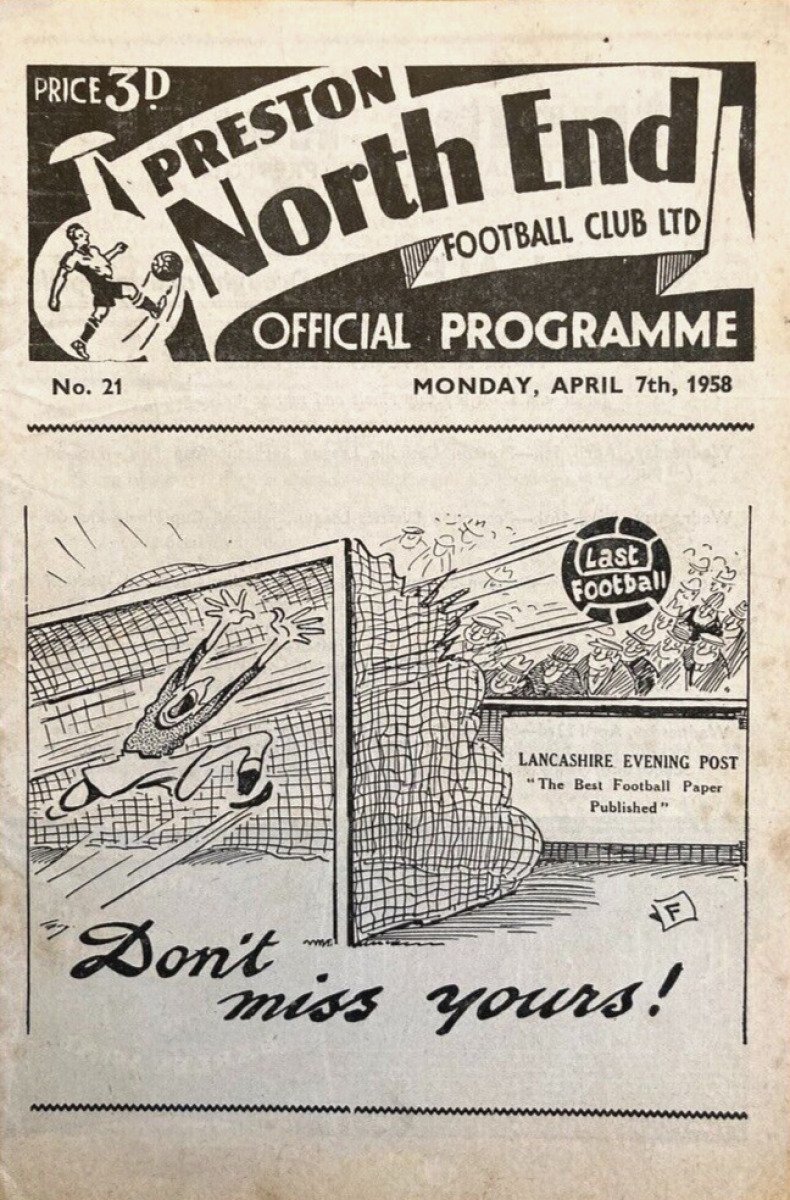 PRICE 3D
PRESTON
North End
FOOTBALL CLUB LTD
OFFICIAL PROGRAMME
No. 21
MONDAY, APRIL 7th, 1958
Last
Football
LANCASHIRE EVENING POST
"The Best Football Paper
Published"
F
Don't
miss yours!